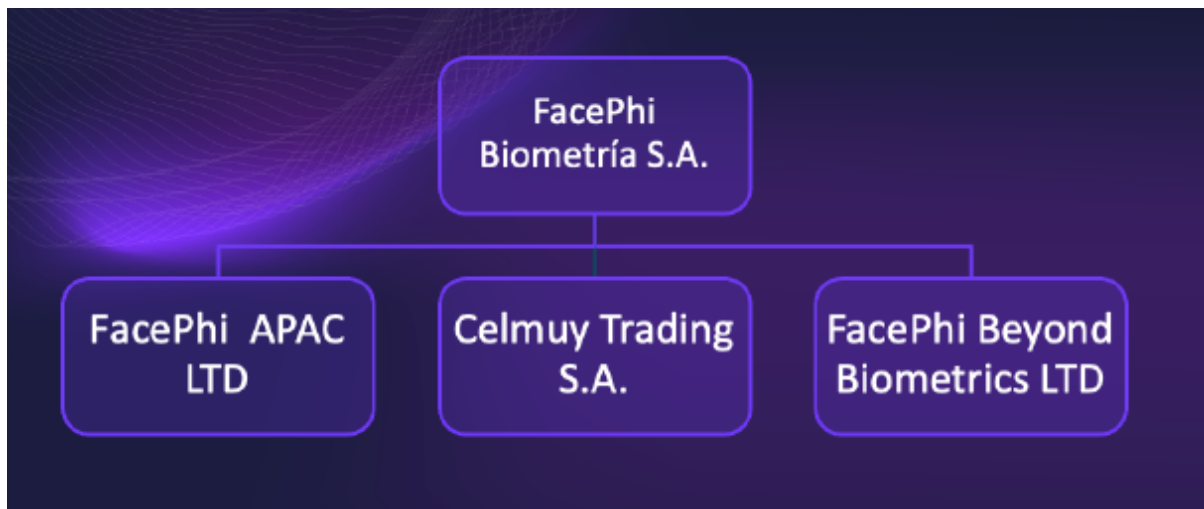 FacePhi
Biometría S.A.
FacePhi APAC
LTD
Celmuy Trading
S.A.
FacePhi Beyond
Biometrics LTD